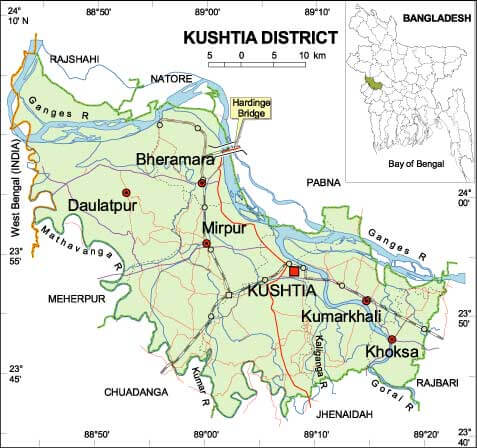 24°
10' N
88°50'
89°00'
89°10'
KUSHTIA DISTRICT
5 0 5 10 km
BANGLADESH
Bay of Bengal
RAJSHAHI
NATORE
Ganges R
Hardinge
Bridge
Bheramara
PABNA
24°
00'
West Bengal (INDIA)
Daulatpur
Mirpur
Mathavanga R
Ganges R
23°
55'
MEHERPUR
KUSHTIA
Kumarkhali
23°
50'
Khoksa
23°
45'
CHUADANGA
Kumar R
Kaliganga R
Gorai R
RAJBARI
JHENAIDAH
88°50'
89°00'
89°10'
23°
40'